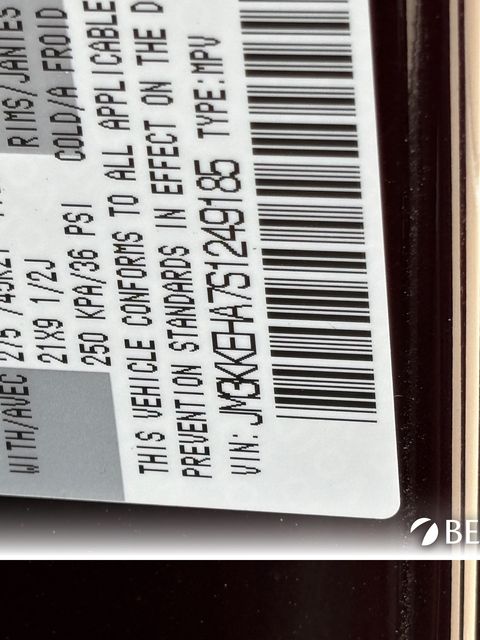 WITH/AVEC 275 /45R21
21X9 1/2J RIMS/JANTES
250 KPA/36 PSI COLD/A FROID
THIS VEHICLE CONFORMS TO ALL APPLICABLE
PREVENTION STANDARDS IN EFFECT ON THE D
VIN: JM3KKEHA7S1249185 TYPE:MPV
BE